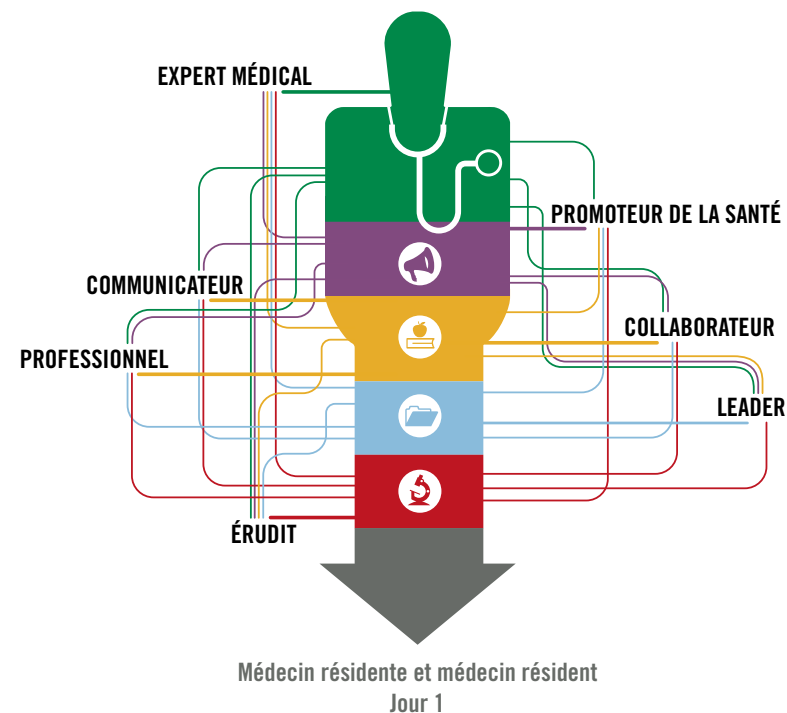 EXPERT MÉDICAL
PROMOTEUR DE LA SANTÉ
COMMUNICATEUR
COLLABORATEUR
PROFESSIONNEL
LEADER
ÉRUDIT
Médecin résidente et médecin résident
Jour 1